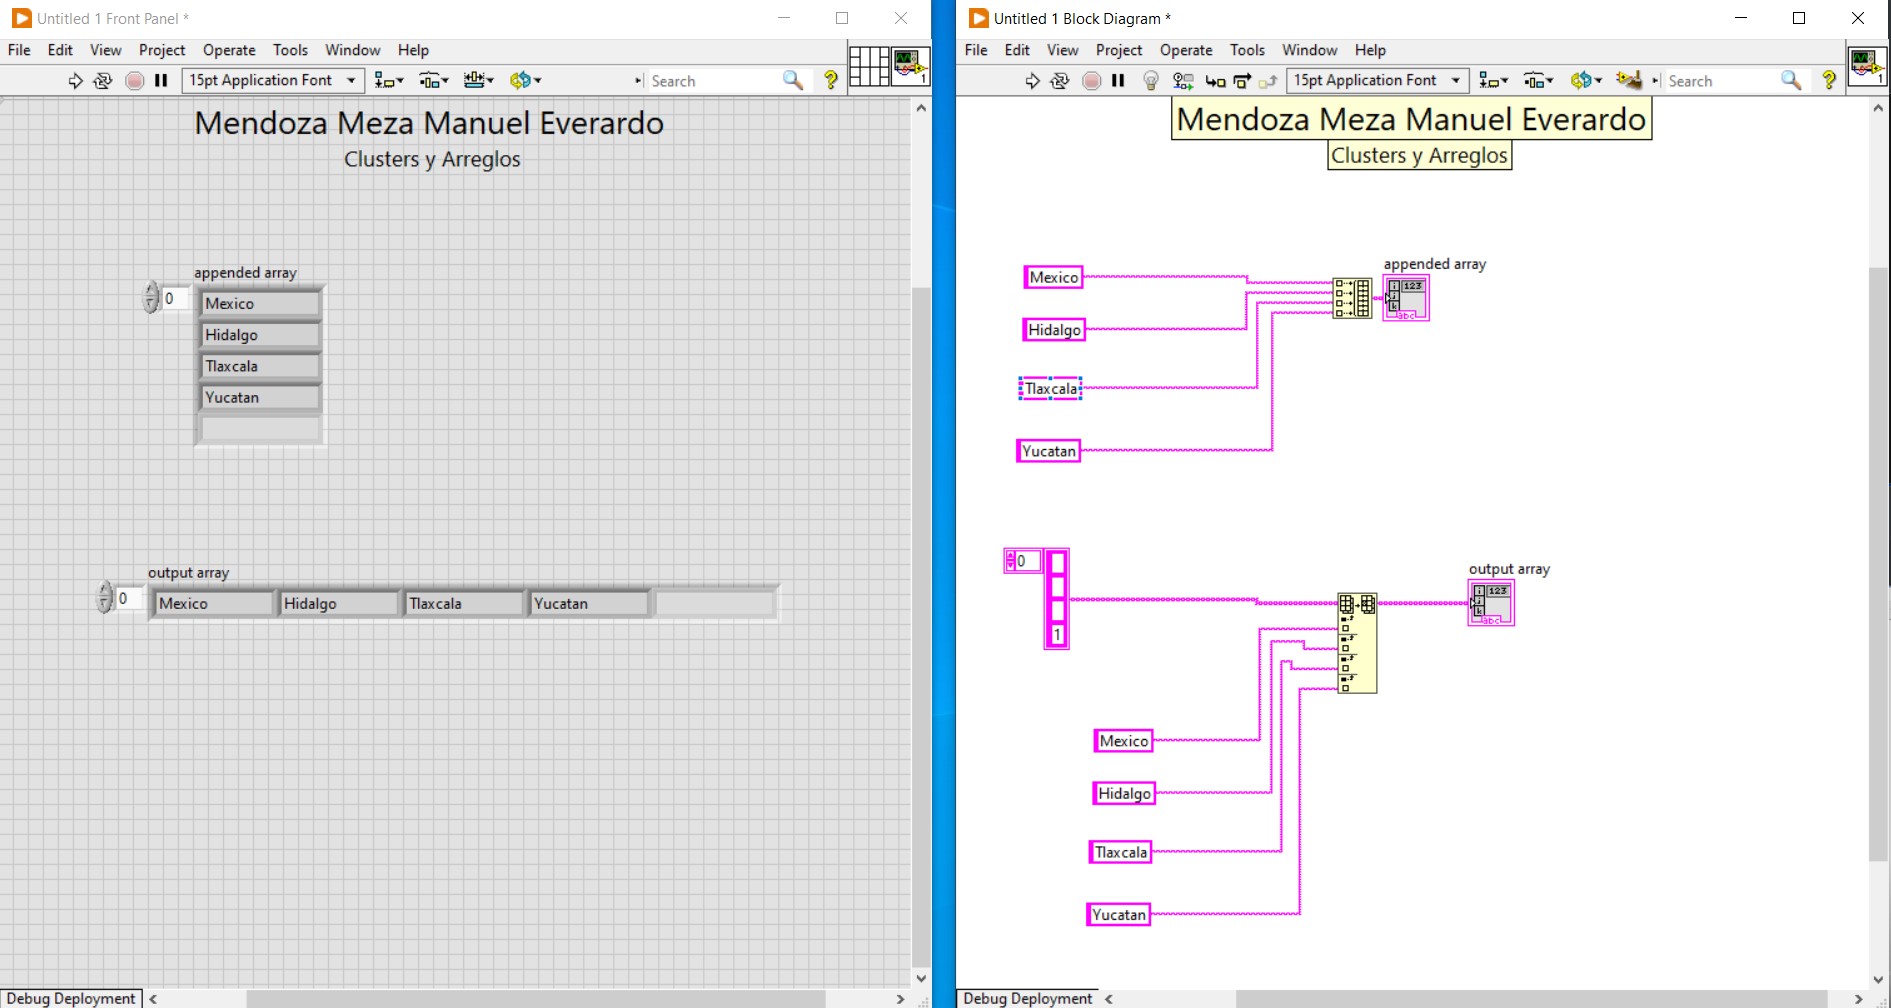 Untitled 1 Front Panel *
File Edit View Project Operate Tools Window Help
15pt Application Font Search ? 1
Mendoza Meza Manuel Everardo
Clusters y Arreglos
appended array
0 Mexico
Hidalgo
Tlaxcala
Yucatan
output array
0 Mexico Hidalgo Tlaxcala Yucatan
Debug Deployment
Untitled 1 Block Diagram *
File Edit View Project Operate Tools Window Help
15pt Application Font Search ? 1
Mendoza Meza Manuel Everardo
Clusters y Arreglos
appended array
Mexico
i 123
j
k
abc
Hidalgo
Tlaxcala
Yucatan
0
1
output array
i 123
j
k
abc
Mexico
Hidalgo
Tlaxcala
Yucatan
Debug Deployment